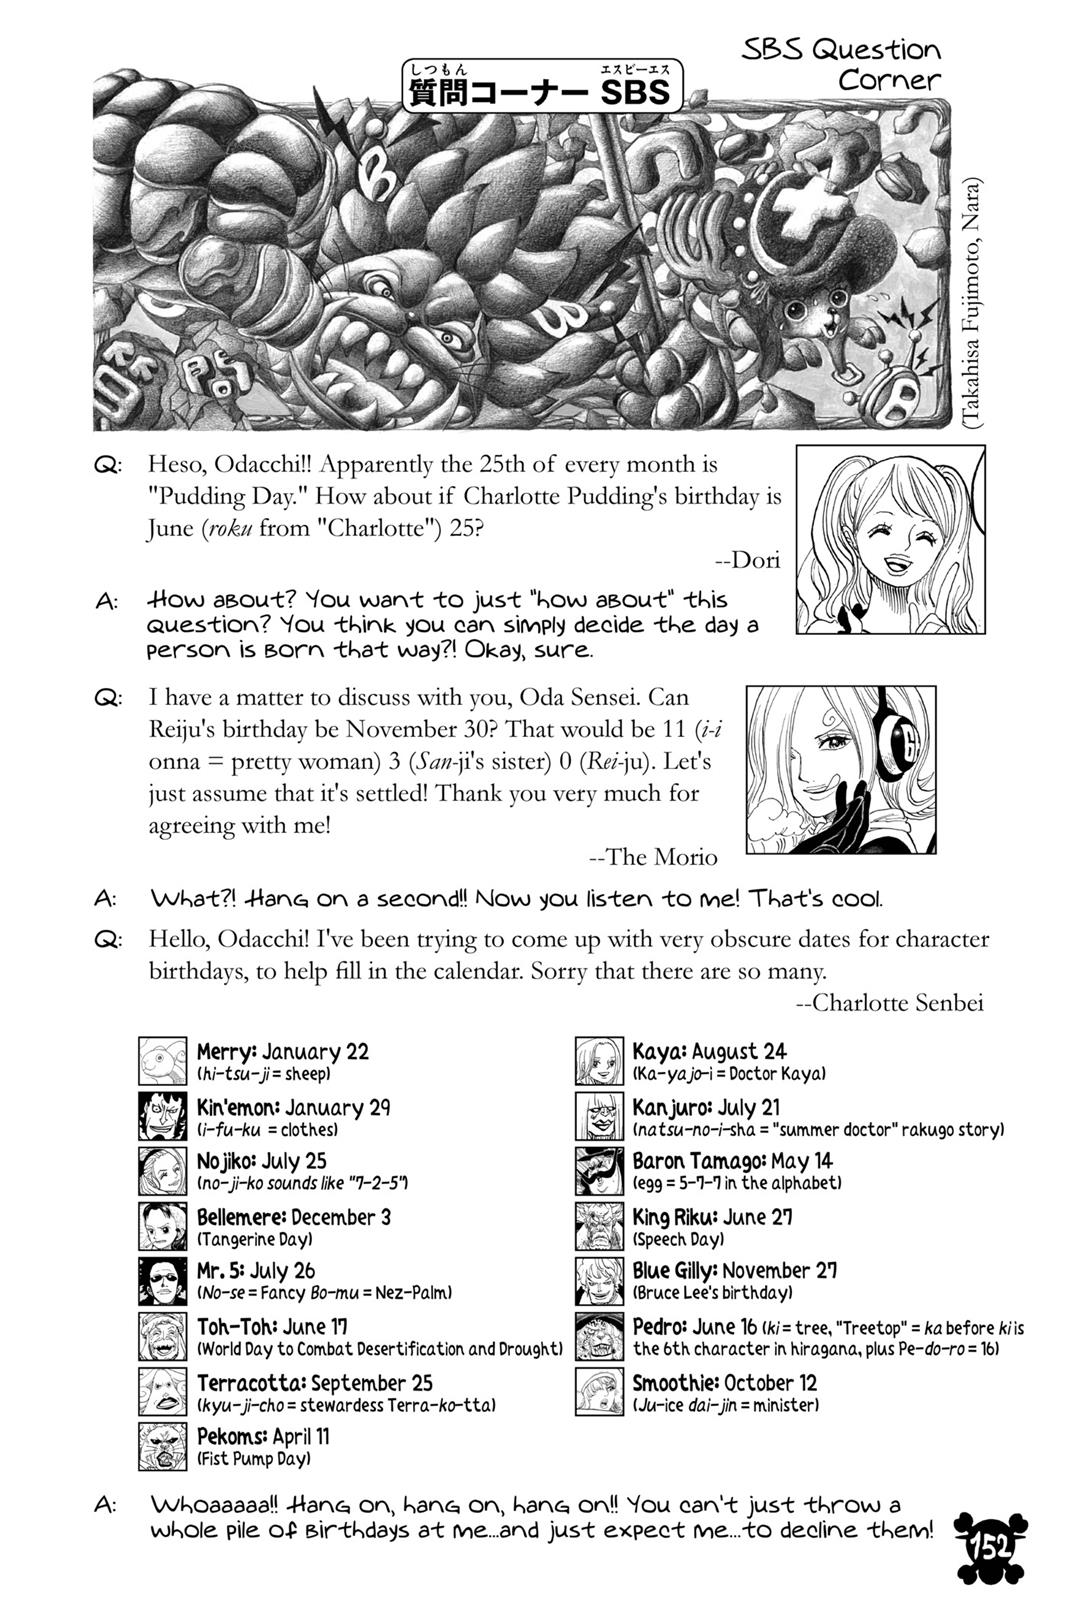 SBS Question
Corner
しつもん エスビーエス
質問コーナー SBS
(Takahisa Fujimoto, Nara)
Q: Heso, Odacchi!! Apparently the 25th of every month is
"Pudding Day." How about if Charlotte Pudding's birthday is
June (roku from "Charlotte") 25?
--Dori
A: How about? You want to just "how about" this
question? You think you can simply decide the day a
person is born that way?! Okay, sure.
Q: I have a matter to discuss with you, Oda Sensei. Can
Reiju's birthday be November 30? That would be 11 (i-i
onna = pretty woman) 3 (San-ji's sister) 0 (Rei-ju). Let's
just assume that it's settled! Thank you very much for
agreeing with me!
--The Morio
A: What?! Hang on a second!! Now you listen to me! That's cool.
Q: Hello, Odacchi! I've been trying to come up with very obscure dates for character
birthdays, to help fill in the calendar. Sorry that there are so many.
--Charlotte Senbei
Merry: January 22
(hi-tsu-ji = sheep)
Kin'emon: January 29
(i-fu-ku = clothes)
Nojiko: July 25
(no-ji-ko sounds like "7-2-5")
Bellemere: December 3
(Tangerine Day)
Mr. 5: July 26
(No-se = Fancy Bo-mu = Nez-Palm)
Toh-Toh: June 17
(World Day to Combat Desertification and Drought)
Terracotta: September 25
(kyu-ji-cho = stewardess Terra-ko-tta)
Pekoms: April 11
(Fist Pump Day)
Kaya: August 24
(Ka-ya jo-i = Doctor Kaya)
Kanjuro: July 21
(natsu-no-i-sha = "summer doctor" rakugo story)
Baron Tamago: May 14
(egg = 5-7-7 in the alphabet)
King Riku: June 27
(Speech Day)
Blue Gilly: November 27
(Bruce Lee's birthday)
Pedro: June 16 (ki = tree, "Treetop" = ka before ki is
the 6th character in hiragana, plus Pe-do-ro = 16)
Smoothie: October 12
(Ju-ice dai-jin = minister)
A: Whoaaaaa!! Hang on, hang on, hang on!! You can't just throw a
whole pile of birthdays at me...and just expect me...to decline them!
152